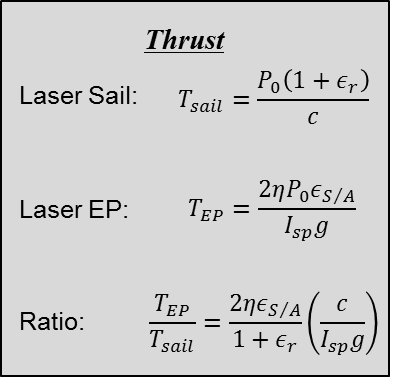 Thrust
Laser Sail: T_sail = P_0(1 + ϵ_r) / c
Laser EP: T_EP = 2ηP_0ϵ_S/A / I_sp g
Ratio: T_EP / T_sail = 2ηϵ_S/A / 1 + ϵ_r (c / I_sp g)